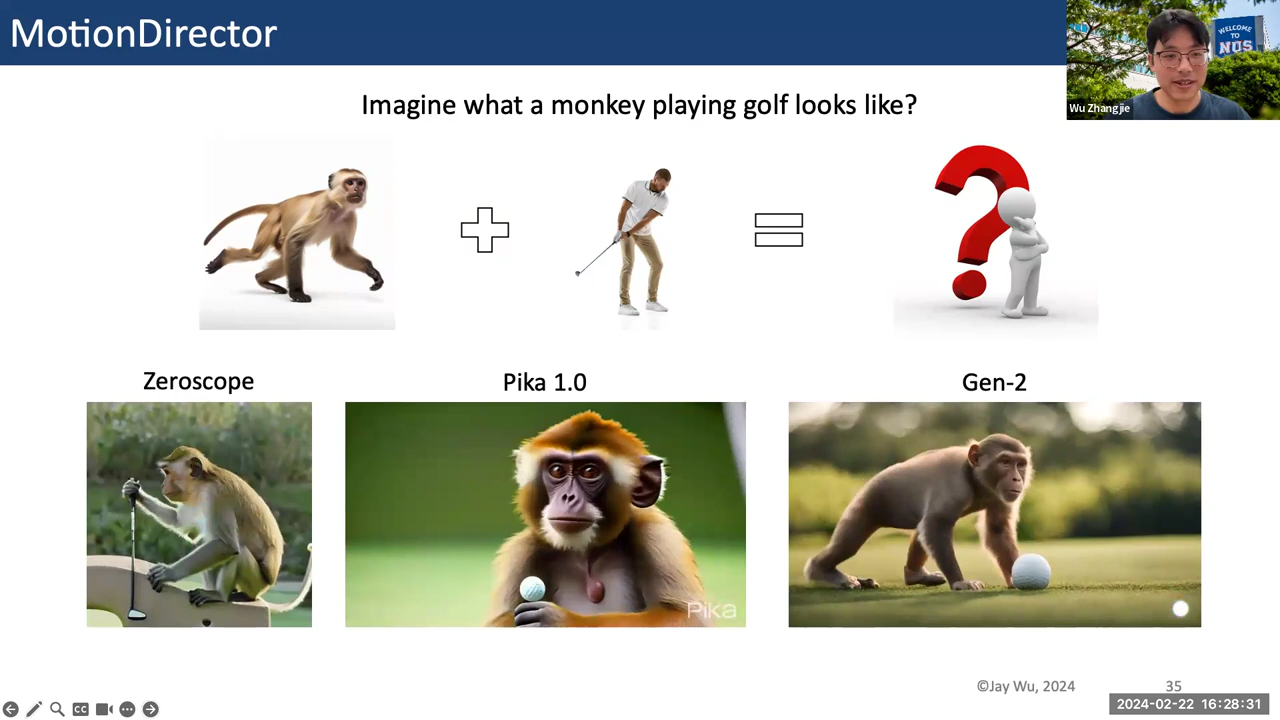 MotionDirector
WELCOME
TO
NUS
Wu Zhangjie
Imagine what a monkey playing golf looks like?
Zeroscope
Pika 1.0
Gen-2
Pika
©Jay Wu, 2024
35
CC
2024-02-22 16:28:31